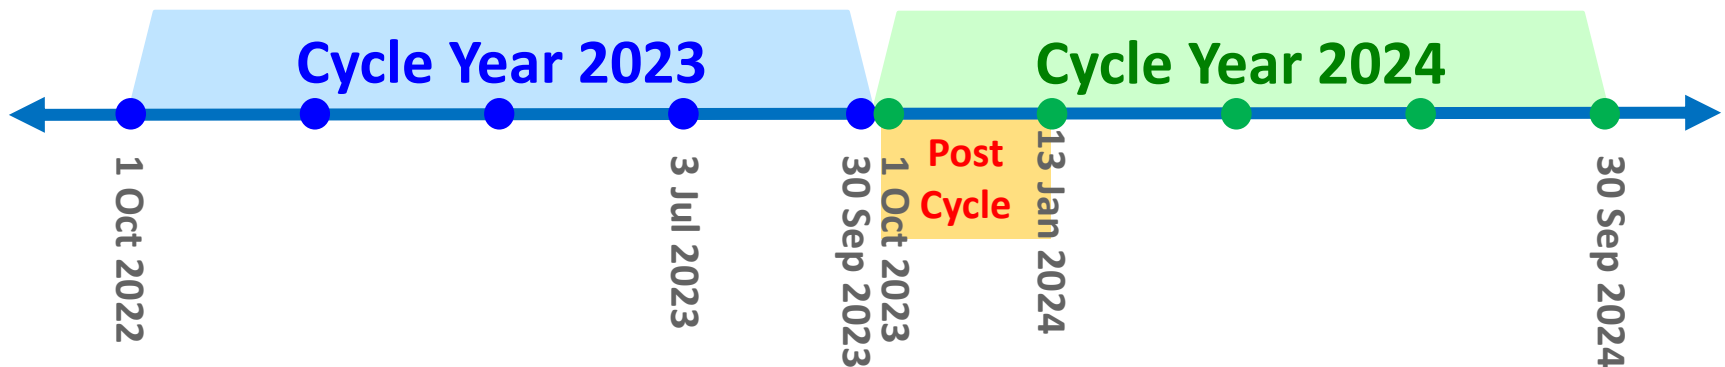 Cycle Year 2023
Cycle Year 2024
Post
Cycle
1 Oct 2022
3 Jul 2023
30 Sep 2023
1 Oct 2023
13 Jan 2024
30 Sep 2024